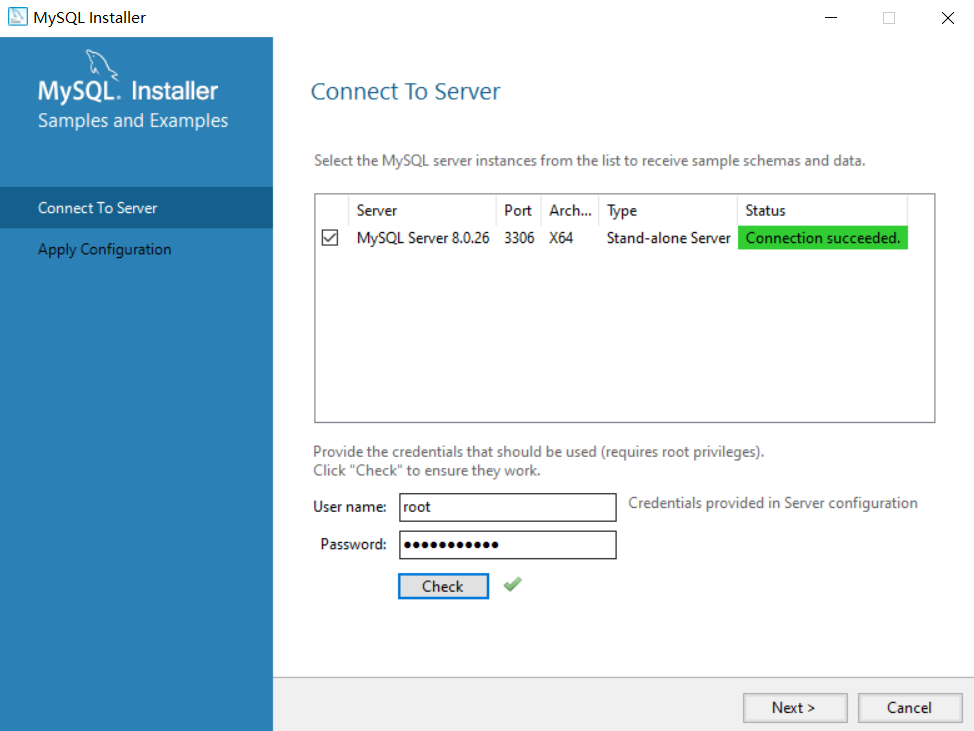 MySQL Installer
MySQL. Installer
Samples and Examples
Connect To Server
Apply Configuration
Connect To Server
Select the MySQL server instances from the list to receive sample schemas and data.
Server Port Arch... Type Status
MySQL Server 8.0.26 3306 X64 Stand-alone Server Connection succeeded.
Provide the credentials that should be used (requires root privileges).
Click "Check" to ensure they work.
User name: root Credentials provided in Server configuration
Password: ●●●●●●●●●●●
Check
Next > Cancel